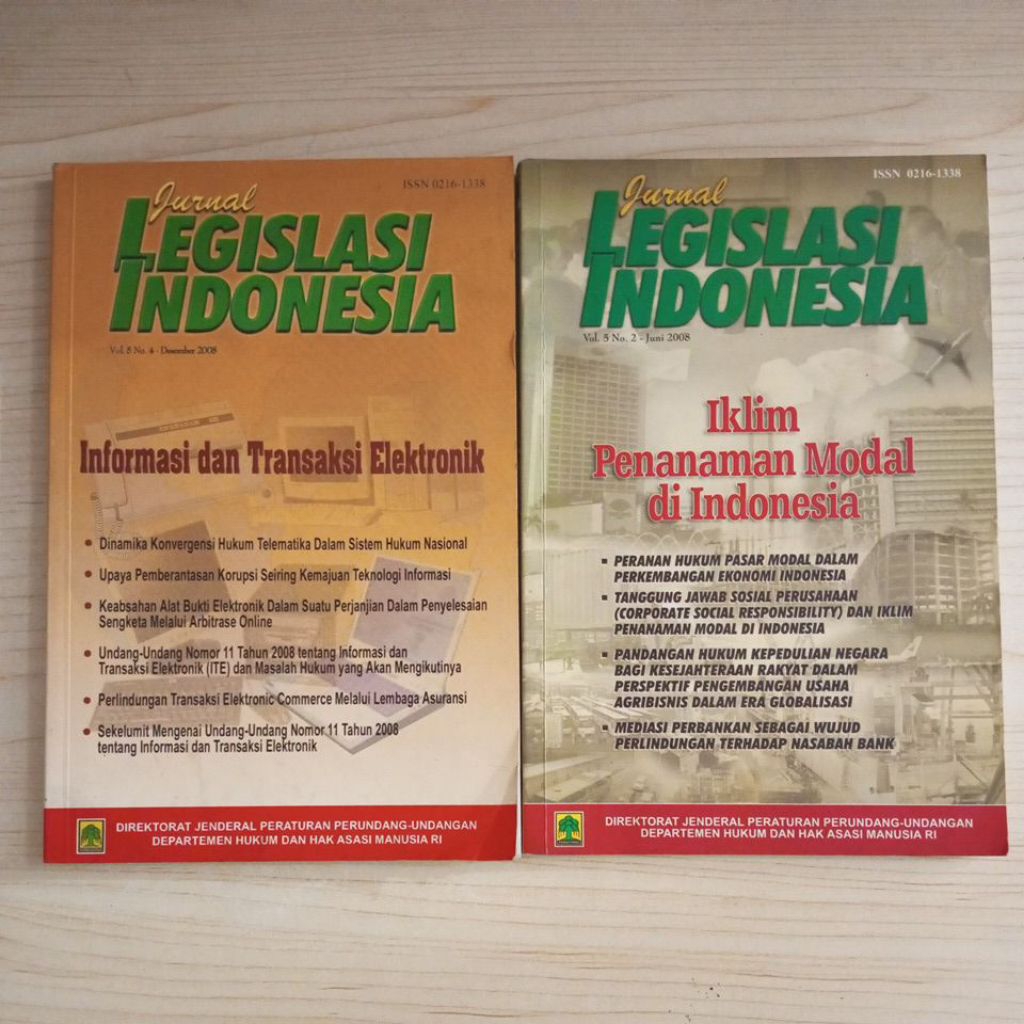 ISSN 0216-1338
Jurnal
LEGISLASI
INDONESIA
Vol. 5 No. 4 - Desember 2008
Informasi dan Transaksi Elektronik
• Dinamika Konvergensi Hukum Telematika Dalam Sistem Hukum Nasional
• Upaya Pemberantasan Korupsi Seiring Kemajuan Teknologi Informasi
• Keabsahan Alat Bukti Elektronik Dalam Suatu Perjanjian Dalam Penyelesaian
Sengketa Melalui Arbitrase Online
• Undang-Undang Nomor 11 Tahun 2008 tentang Informasi dan
Transaksi Elektronik (ITE) dan Masalah Hukum yang Akan Mengikutinya
• Perlindungan Transaksi Elektronic Commerce Melalui Lembaga Asuransi
• Sekelumit Mengenai Undang-Undang Nomor 11 Tahun 2008
tentang Informasi dan Transaksi Elektronik
DIREKTORAT JENDERAL PERATURAN PERUNDANG-UNDANGAN
DEPARTEMEN HUKUM DAN HAK ASASI MANUSIA RI
ISSN 0216-1338
Jurnal
LEGISLASI
INDONESIA
Vol. 5 No. 2 - Juni 2008
Iklim
Penanaman Modal
di Indonesia
▪ PERANAN HUKUM PASAR MODAL DALAM
PERKEMBANGAN EKONOMI INDONESIA
▪ TANGGUNG JAWAB SOSIAL PERUSAHAAN
(CORPORATE SOCIAL RESPONSIBILITY) DAN IKLIM
PENANAMAN MODAL DI INDONESIA
▪ PANDANGAN HUKUM KEPEDULIAN NEGARA
BAGI KESEJAHTERAAN RAKYAT DALAM
PERSPEKTIF PENGEMBANGAN USAHA
AGRIBISNIS DALAM ERA GLOBALISASI
▪ MEDIASI PERBANKAN SEBAGAI WUJUD
PERLINDUNGAN TERHADAP NASABAH BANK
DIREKTORAT JENDERAL PERATURAN PERUNDANG-UNDANGAN
DEPARTEMEN HUKUM DAN HAK ASASI MANUSIA RI